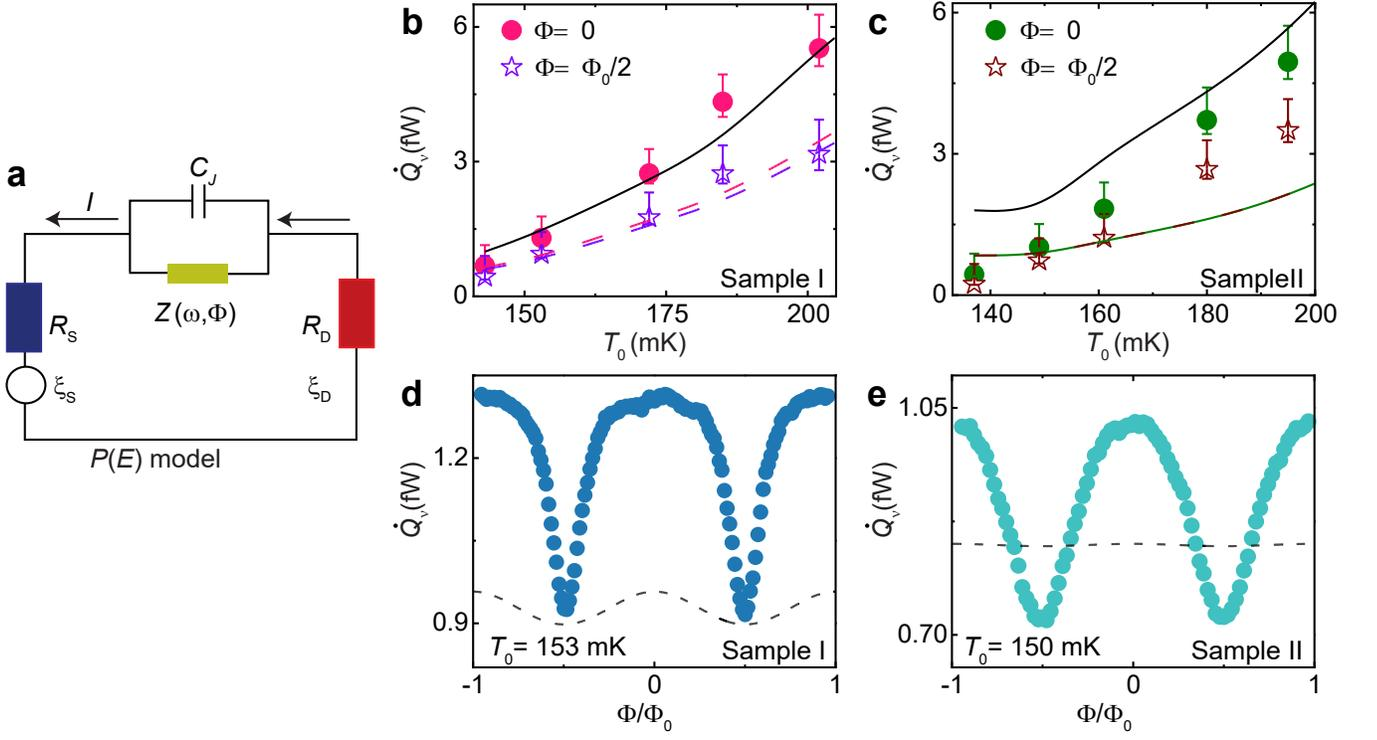 a
I
C_J
Z (ω,Φ)
R_S
ξ_S
R_D
ξ_D
P(E) model
b
Q̇_ν(fW)
6
3
0
Φ= 0
Φ= Φ_0/2
Sample I
150
175
200
T_0 (mK)
c
Q̇_ν(fW)
6
3
0
Φ= 0
Φ= Φ_0/2
SampleII
140
160
180
200
T_0 (mK)
d
Q̇_ν(fW)
1.2
0.9
T_0= 153 mK
Sample I
-1
0
1
Φ/Φ_0
e
Q̇_ν(fW)
1.05
0.70
T_0= 150 mK
Sample II
-1
0
1
Φ/Φ_0